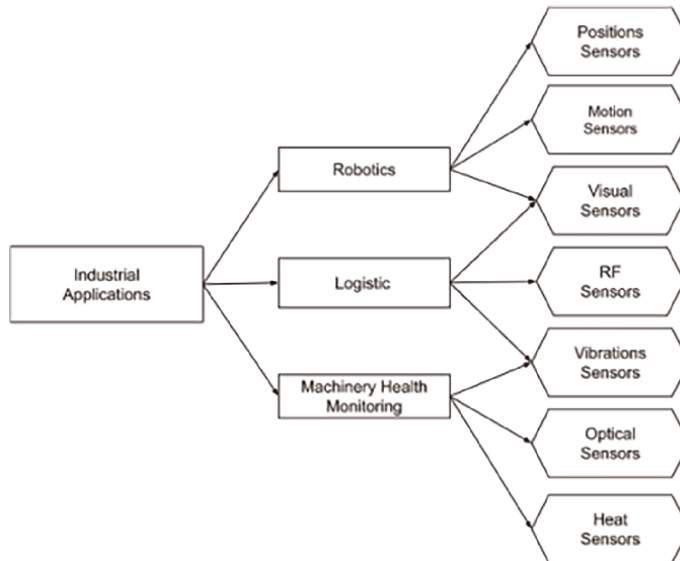 Positions
Sensors
Motion
Sensors
Robotics
Visual
Sensors
Industrial
Applications
Logistic
RF
Sensors
Machinery Health
Monitoring
Vibrations
Sensors
Optical
Sensors
Heat
Sensors